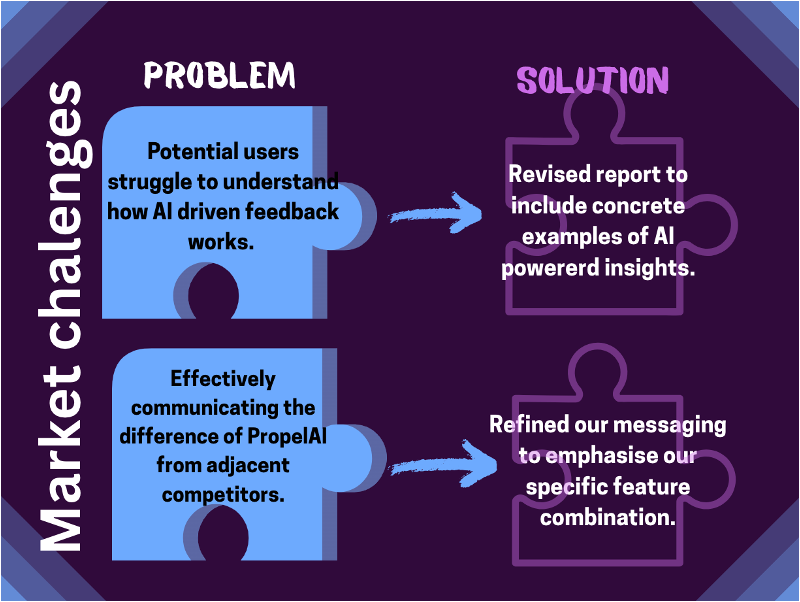 Market chalenges
PROBLEM
SOLUTION
Potential users
struggle to understand
how AI driven feedback
works.
Revised report to
include concrete
examples of AI
powererd insights.
Effectively
communicating the
difference of PropelAI
from adjacent
competitors.
Refined our messaging
to emphasise our
specific feature
combination.